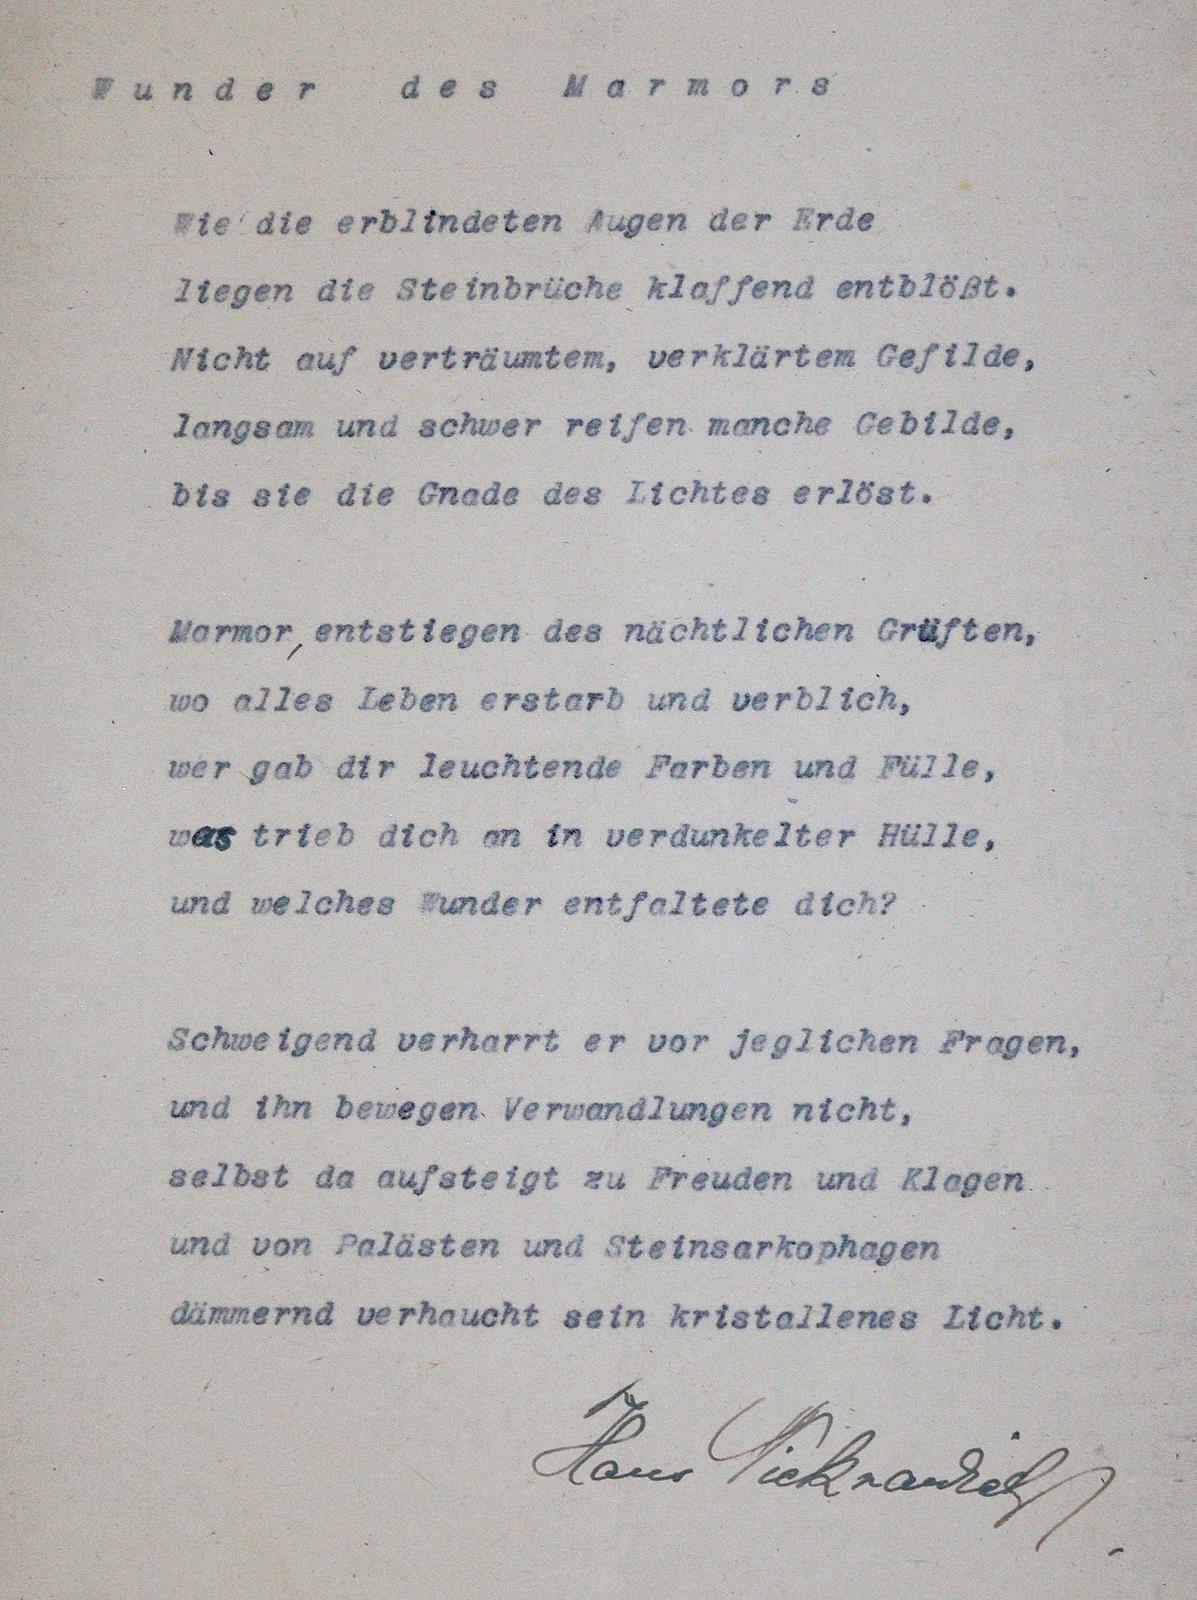 Wunder des Marmors
Wie die erblindeten Augen der Erde
liegen die Steinbrüche klaffend entblößt.
Nicht auf verträumtem, verklärtem Gefilde,
langsam und schwer reifen manche Gebilde,
bis sie die Gnade des Lichtes erlöst.
Marmor, entstiegen des nächtlichen Grüften,
wo alles Leben erstarb und verblich,
wer gab dir leuchtende Farben und Fülle,
was trieb dich an in verdunkelter Hülle,
und welches Wunder entfaltete dich?
Schweigend verharrt er vor jeglichen Fragen,
und ihn bewegen Verwandlungen nicht,
selbst da aufsteigt zu Freuden und Klagen
und von Palästen und Steinsarkophagen
dämmernd verhaucht sein kristallenes Licht.
Hans